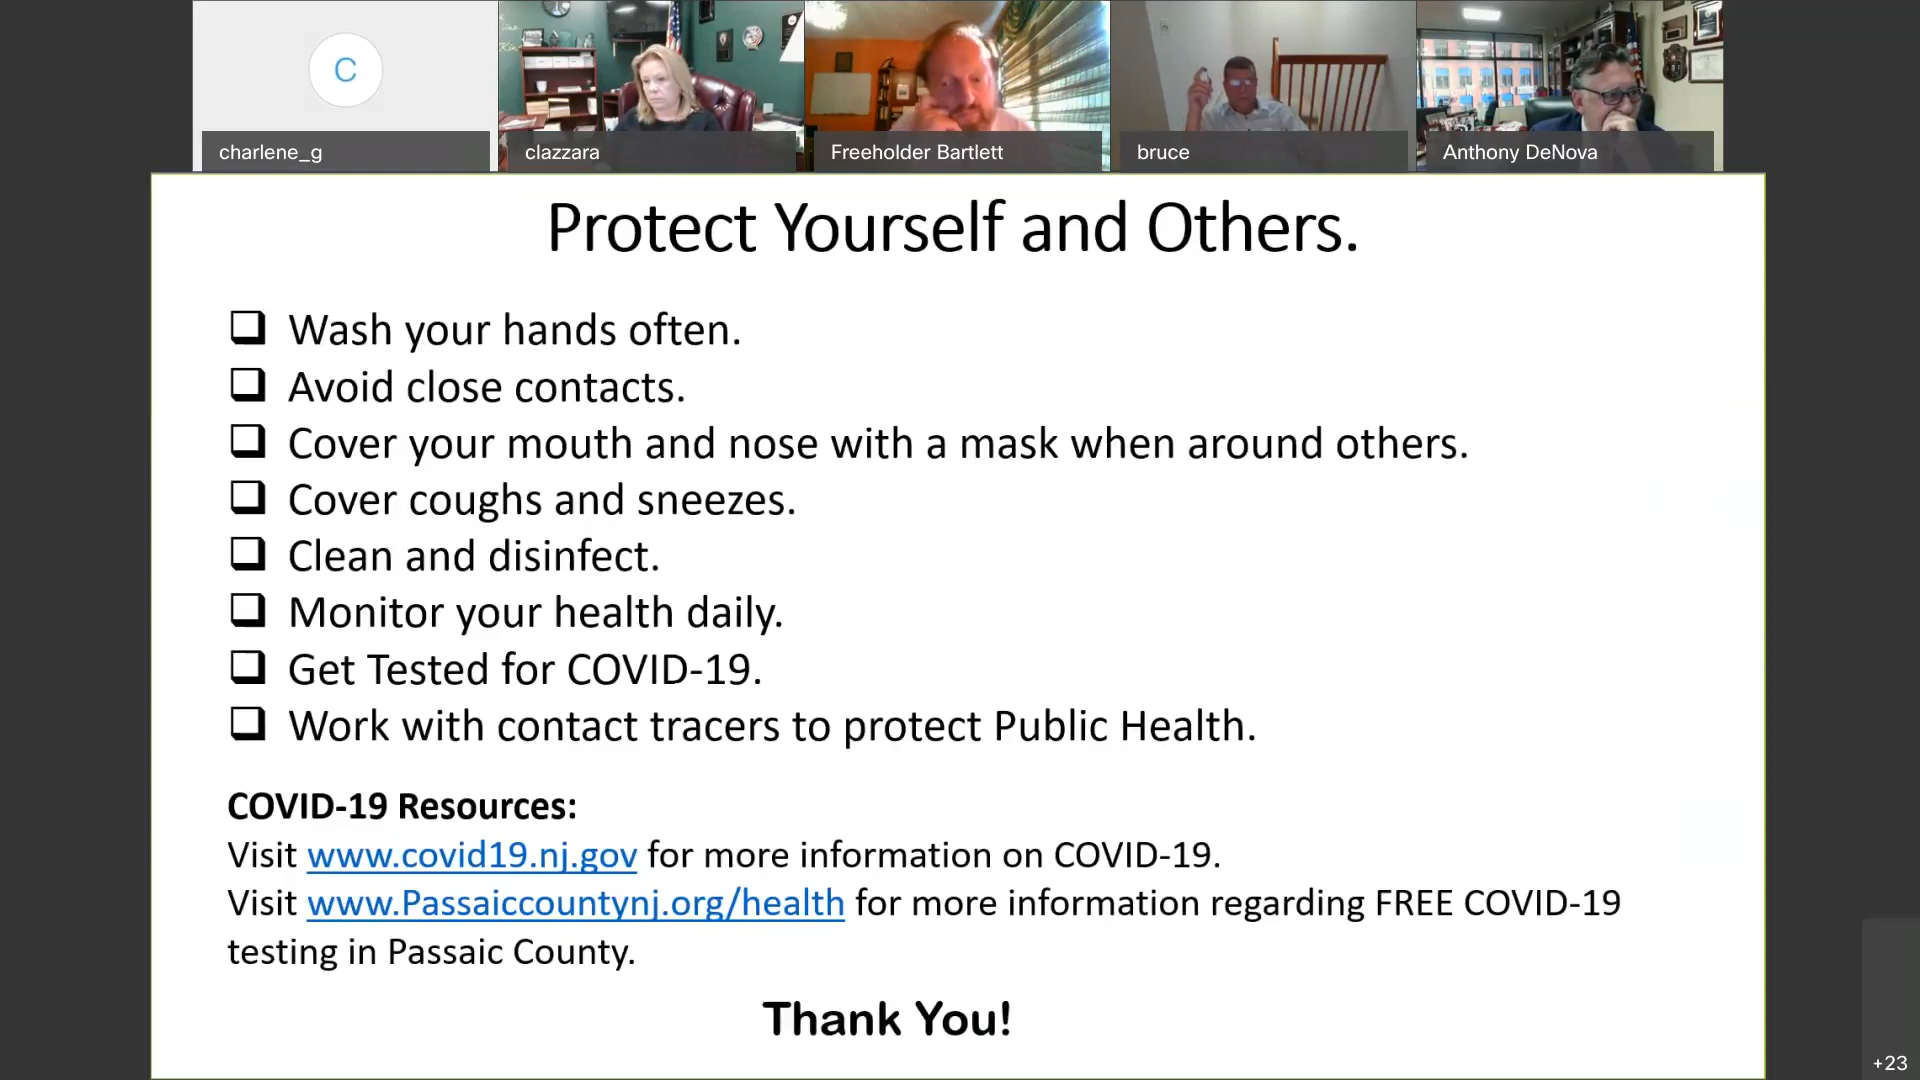 C
charlene_g
clazzara
Freeholder Bartlett
bruce
Anthony DeNova
Protect Yourself and Others.
❑ Wash your hands often.
❑ Avoid close contacts.
❑ Cover your mouth and nose with a mask when around others.
❑ Cover coughs and sneezes.
❑ Clean and disinfect.
❑ Monitor your health daily.
❑ Get Tested for COVID-19.
❑ Work with contact tracers to protect Public Health.
COVID-19 Resources:
Visit www.covid19.nj.gov for more information on COVID-19.
Visit www.Passaiccountynj.org/health for more information regarding FREE COVID-19
testing in Passaic County.
Thank You!
+23